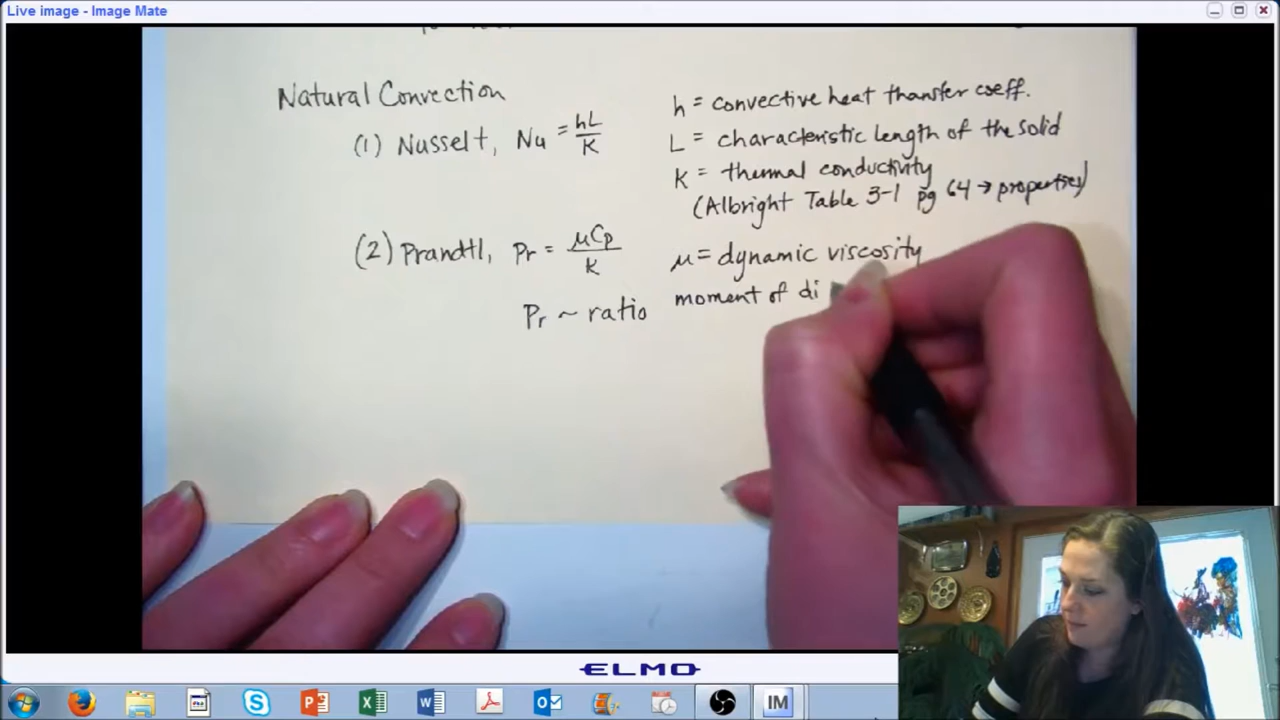 Live image - Image Mate
Natural Convection
(1) Nusselt, Nu = hL/K
h = convective heat transfer coeff.
L = characteristic length of the solid
K = thermal conductivity
(Albright Table 3-1 pg 64 → properties)
(2) Prandtl, Pr = μCp/k
μ = dynamic viscosity
Pr ~ ratio moment of di
ELMO
IM